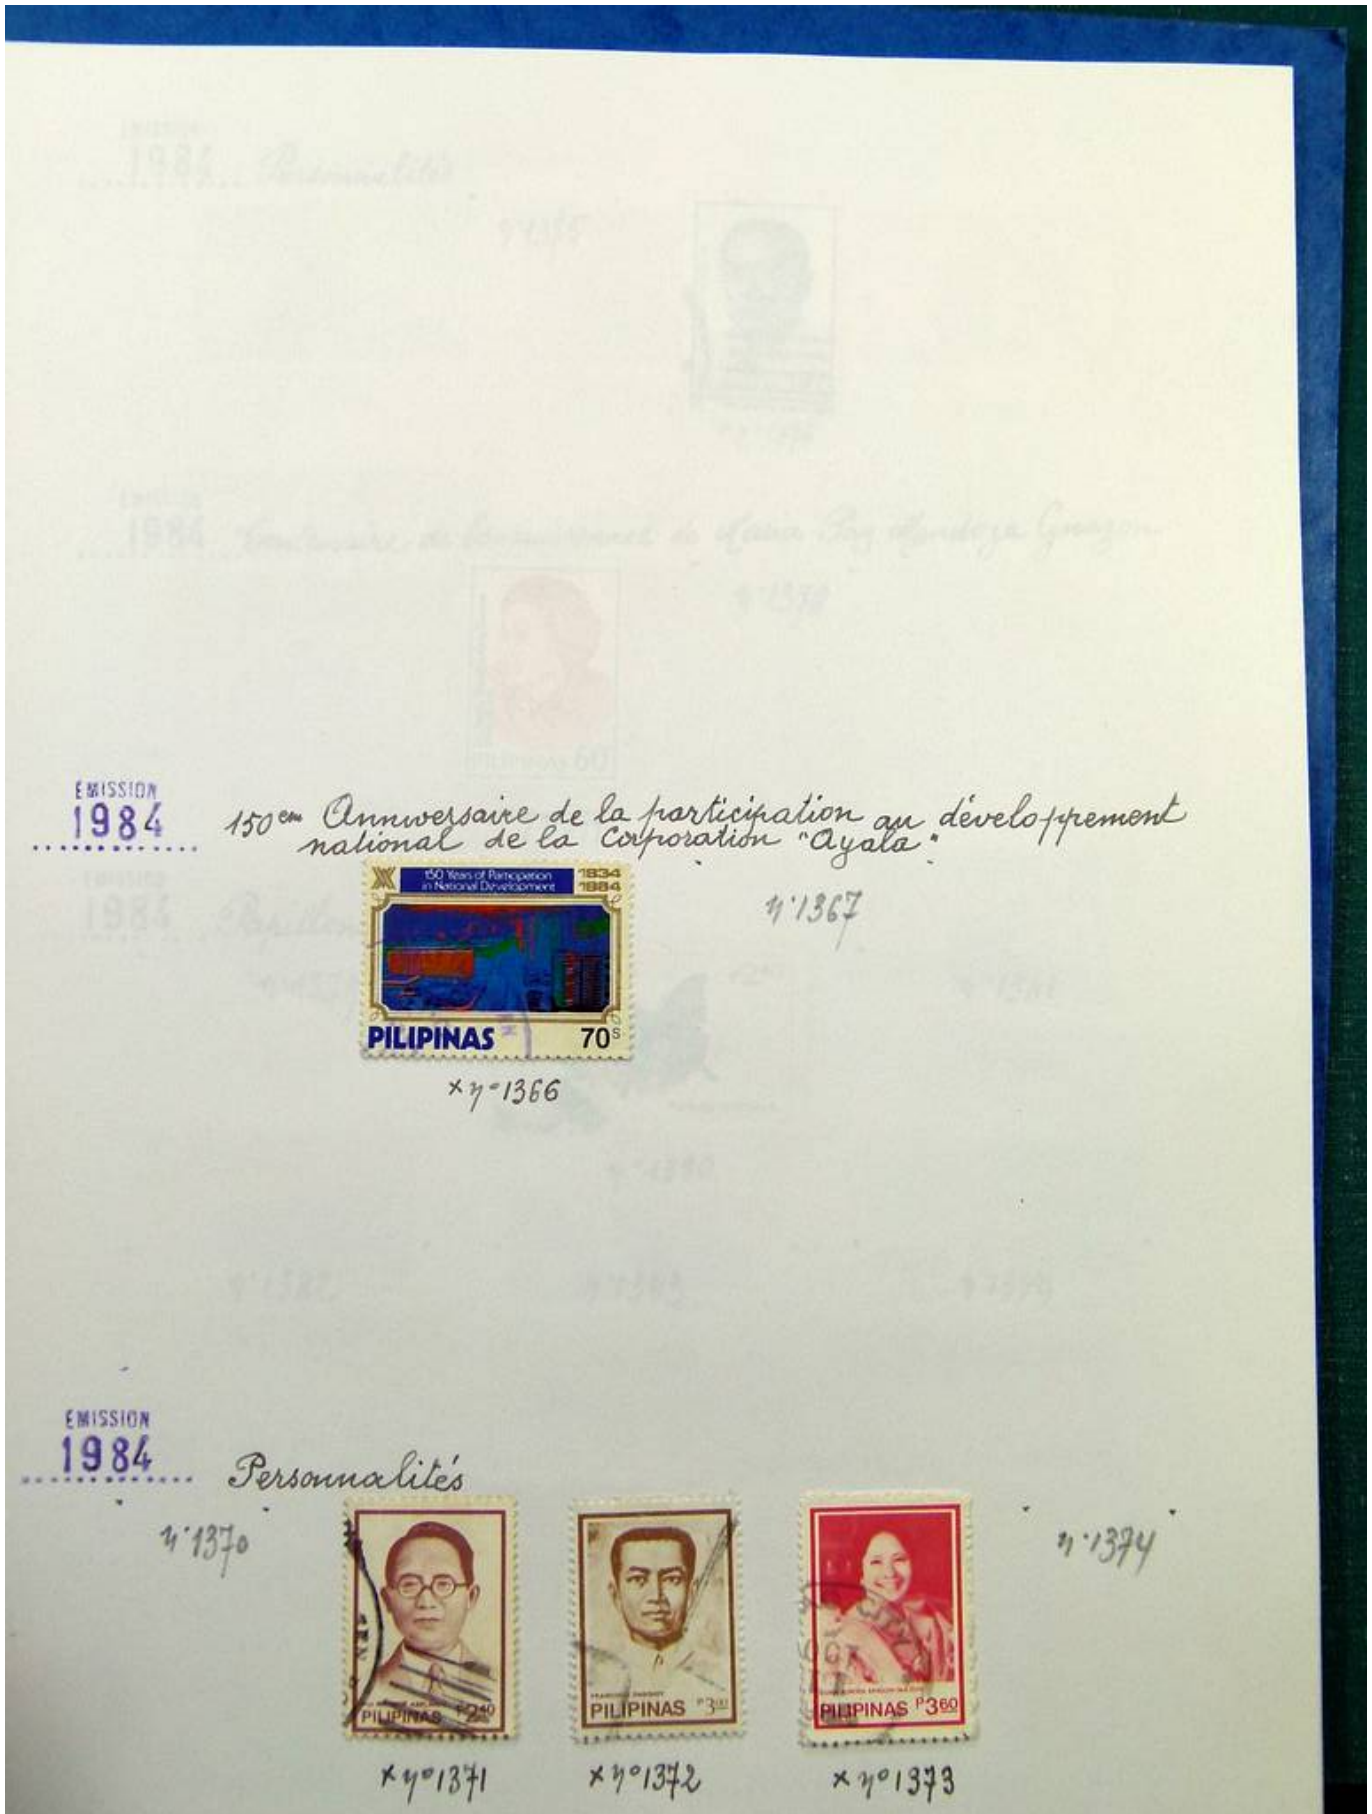 EMISSION
1984
150em Anniversaire de la participation au développement
national de la Corporation "Ayala"
150 Years of Participation
in National Development
1834
1984
n°1367
PILIPINAS 70s
x n°1366
EMISSION
1984
Personnalités
n°1370
n°1374
PILIPINAS P2.40
PILIPINAS P3.00
PILIPINAS P3.60
x n°1371
x n°1372
x n°1373